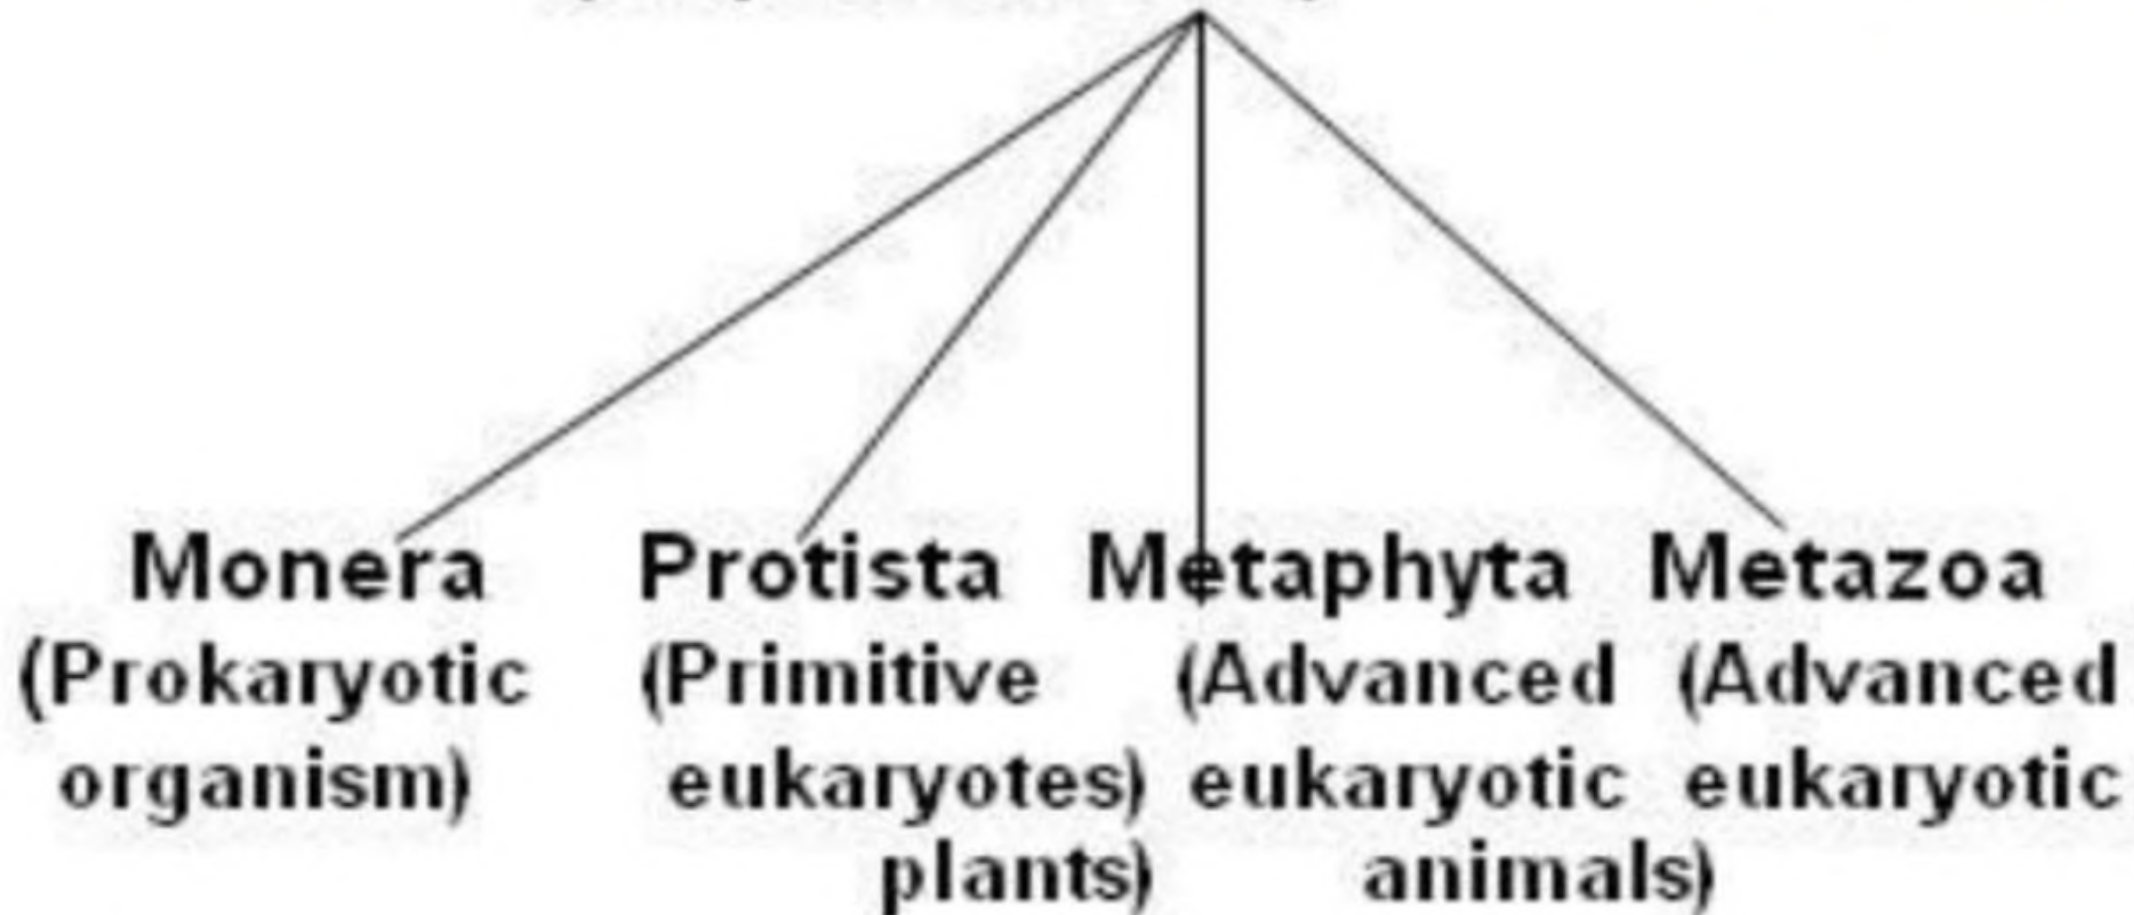 Monera Protista Metaphyta Metazoa
(Prokaryotic (Primitive (Advanced (Advanced
organism) eukaryotes) eukaryotic eukaryotic
plants) animals)